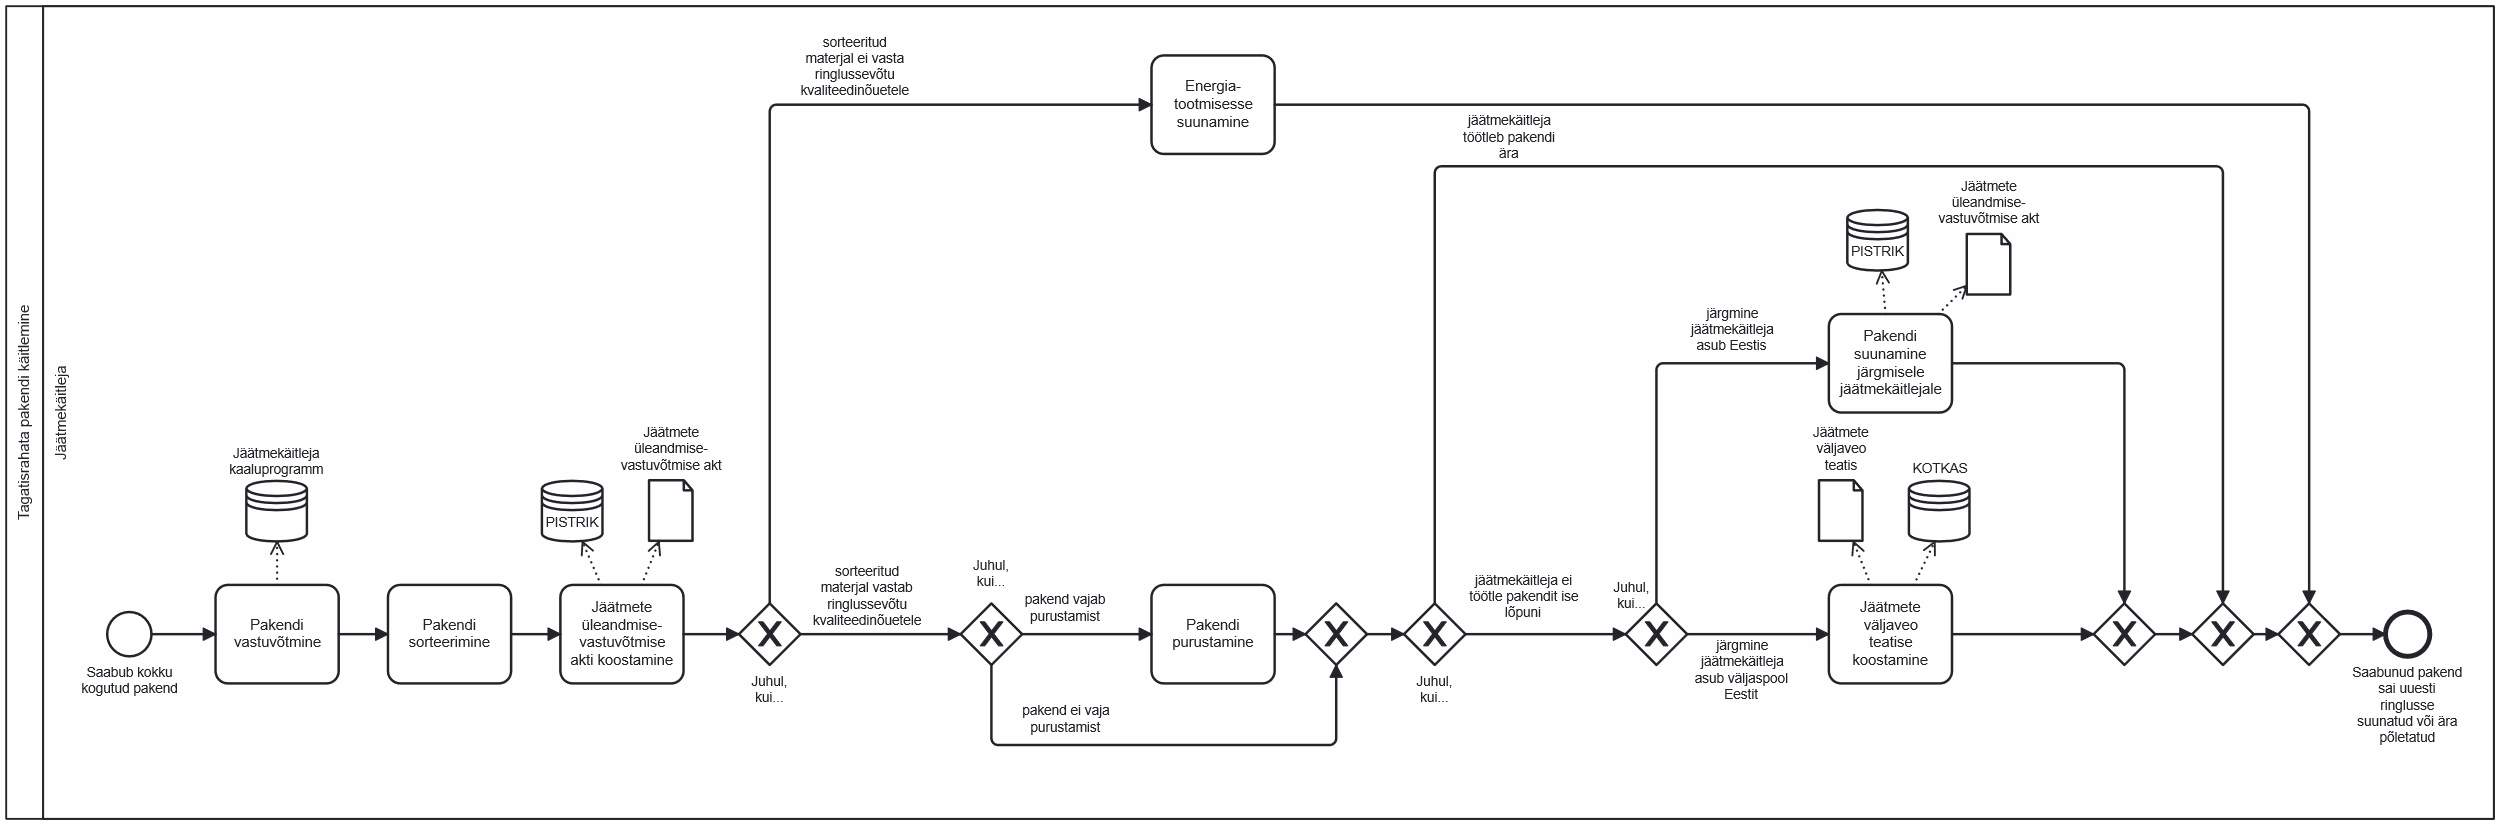 Tagatisrahata pakendi käitlemine
Jäätmekäitleja
Saabub kokku
kogutud pakend
Jäätmekäitleja
kaaluprogramm
Pakendi
vastuvõtmine
Pakendi
sorteerimine
PISTRIK
Jäätmete
üleandmise-
vastuvõtmise akt
Jäätmete
üleandmise-
vastuvõtmise
akti koostamine
Juhul,
kui...
sorteeritud
materjal ei vasta
ringlussevõtu
kvaliteedinõuetele
Energia-
tootmisesse
suunamine
sorteeritud
materjal vastab
ringlussevõtu
kvaliteedinõuetele
Juhul,
kui...
pakend vajab
purustamist
pakend ei vaja
purustamist
Pakendi
purustamine
Juhul,
kui...
jäätmekäitleja
töötleb pakendi
ära
jäätmekäitleja ei
töötle pakendit ise
lõpuni
Juhul,
kui...
järgmine
jäätmekäitleja
asub Eestis
PISTRIK
Jäätmete
üleandmise-
vastuvõtmise akt
Pakendi
suunamine
järgmisele
jäätmekäitlejale
järgmine
jäätmekäitleja
asub väljaspool
Eestit
Jäätmete
väljaveo
teatis
KOTKAS
Jäätmete
väljaveo
teatise
koostamine
Saabunud pakend
sai uuesti
ringlusse
suunatud või ära
põletatud